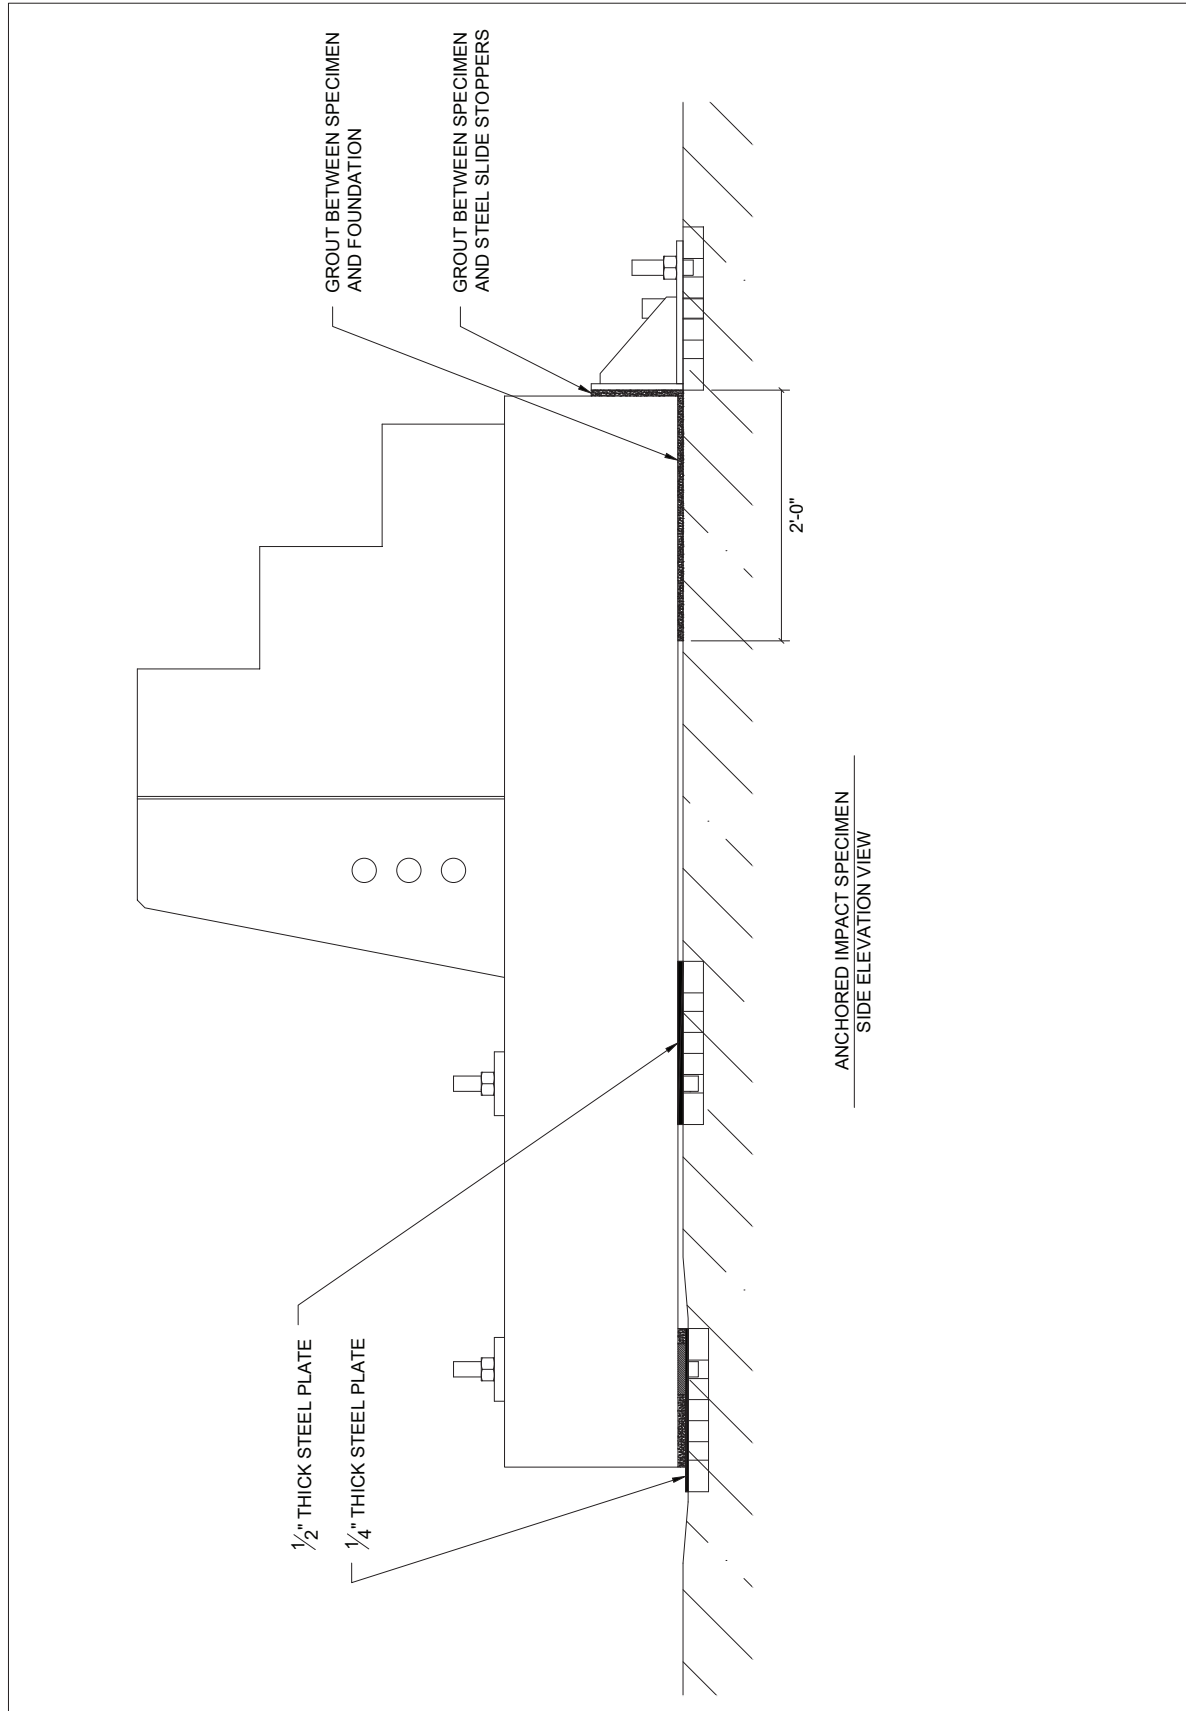 GROUT BETWEEN SPECIMEN
AND FOUNDATION
GROUT BETWEEN SPECIMEN
AND STEEL SLIDE STOPPERS
½" THICK STEEL PLATE
¼" THICK STEEL PLATE
2'-0"
ANCHORED IMPACT SPECIMEN
SIDE ELEVATION VIEW